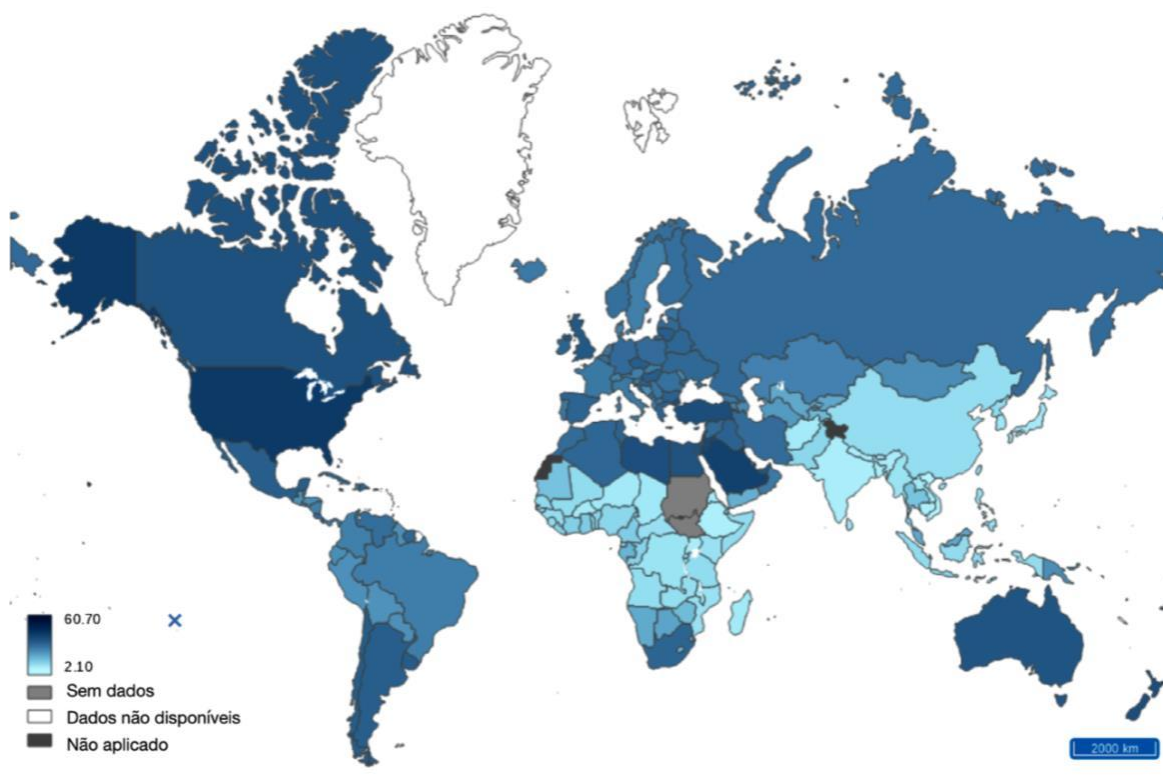 60.70
2.10
Sem dados
Dados não disponíveis
Não aplicado
2000 km